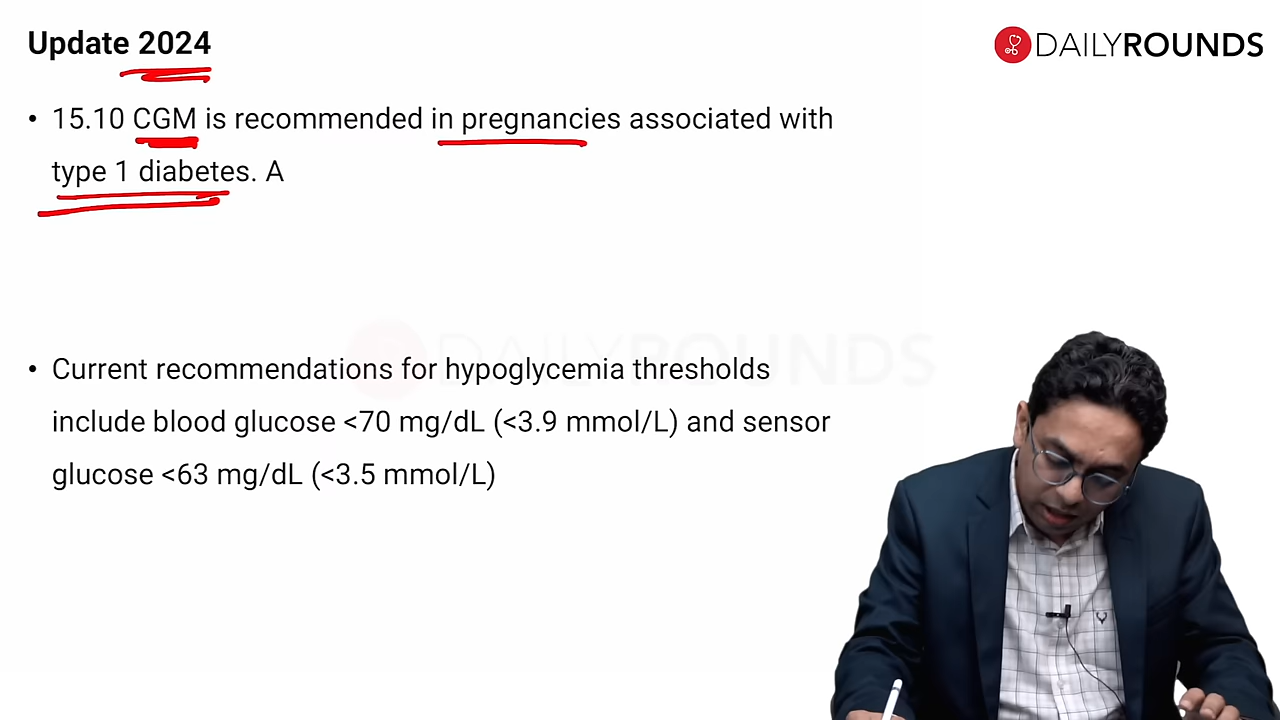 Update 2024
DAILYROUNDS
• 15.10 CGM is recommended in pregnancies associated with
type 1 diabetes. A
DAILYROUNDS
• Current recommendations for hypoglycemia thresholds
include blood glucose <70 mg/dL (<3.9 mmol/L) and sensor
glucose <63 mg/dL (<3.5 mmol/L)